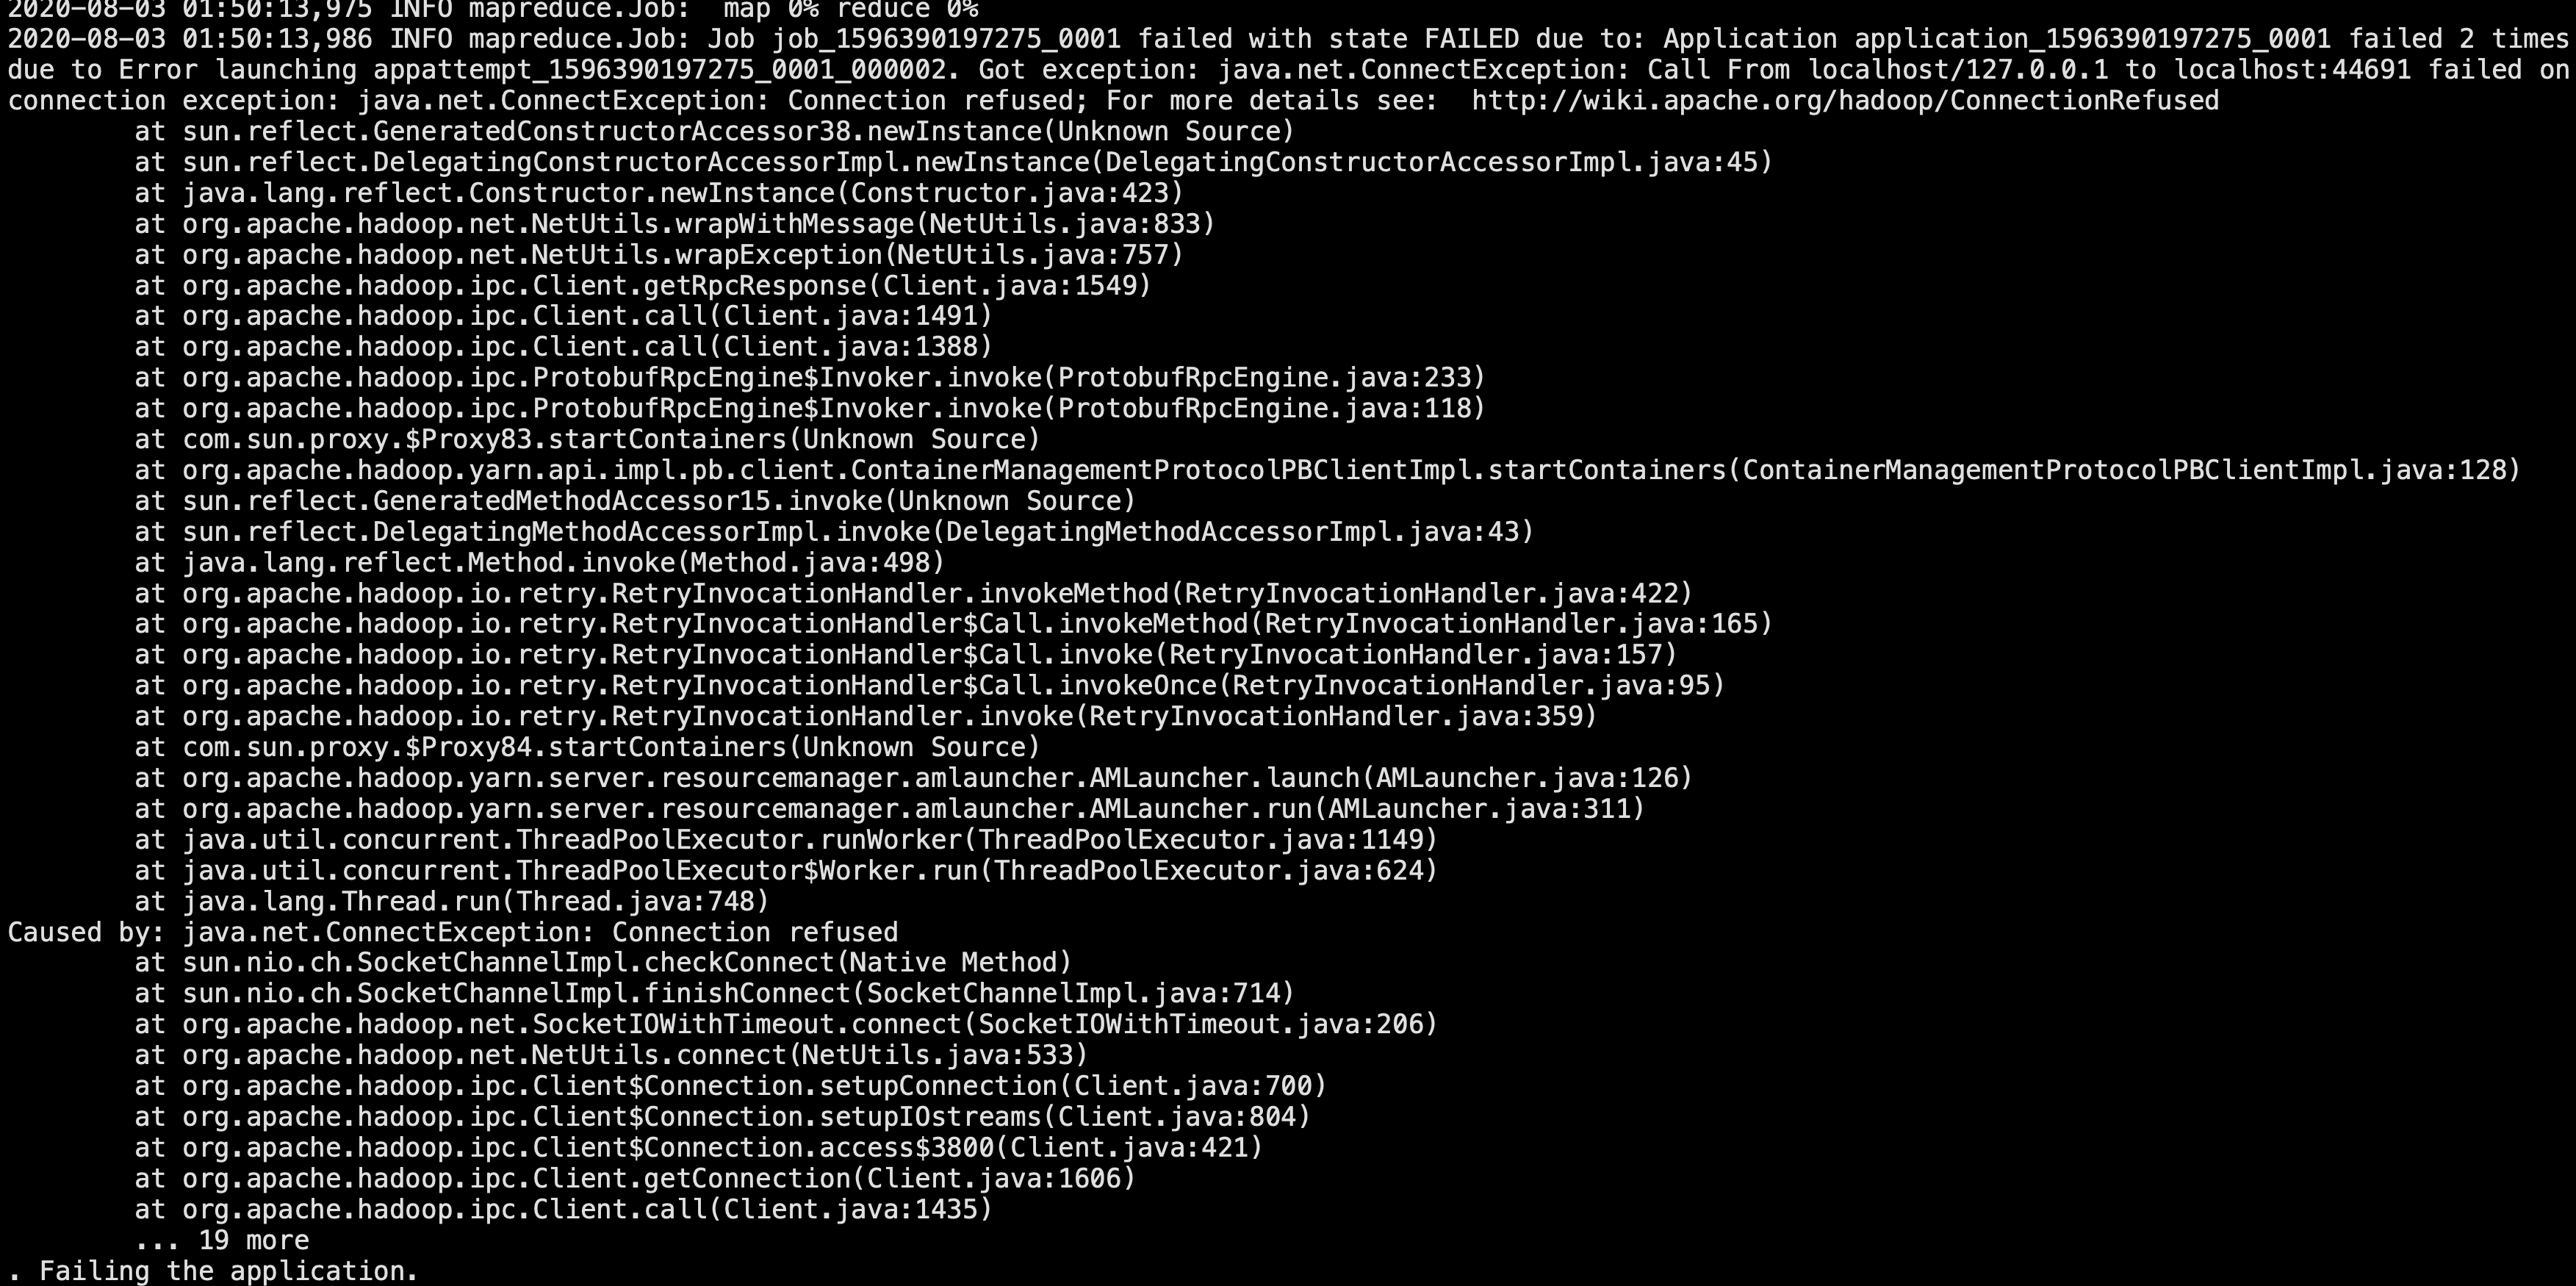 2020-08-03 01:50:13,975 INFO mapreduce.Job:  map 0% reduce 0%
2020-08-03 01:50:13,986 INFO mapreduce.Job: Job job_1596390197275_0001 failed with state FAILED due to: Application application_1596390197275_0001 failed 2 times
due to Error launching appattempt_1596390197275_0001_000002. Got exception: java.net.ConnectException: Call From localhost/127.0.0.1 to localhost:44691 failed on
connection exception: java.net.ConnectException: Connection refused; For more details see:  http://wiki.apache.org/hadoop/ConnectionRefused
        at sun.reflect.GeneratedConstructorAccessor38.newInstance(Unknown Source)
        at sun.reflect.DelegatingConstructorAccessorImpl.newInstance(DelegatingConstructorAccessorImpl.java:45)
        at java.lang.reflect.Constructor.newInstance(Constructor.java:423)
        at org.apache.hadoop.net.NetUtils.wrapWithMessage(NetUtils.java:833)
        at org.apache.hadoop.net.NetUtils.wrapException(NetUtils.java:757)
        at org.apache.hadoop.ipc.Client.getRpcResponse(Client.java:1549)
        at org.apache.hadoop.ipc.Client.call(Client.java:1491)
        at org.apache.hadoop.ipc.Client.call(Client.java:1388)
        at org.apache.hadoop.ipc.ProtobufRpcEngine$Invoker.invoke(ProtobufRpcEngine.java:233)
        at org.apache.hadoop.ipc.ProtobufRpcEngine$Invoker.invoke(ProtobufRpcEngine.java:118)
        at com.sun.proxy.$Proxy83.startContainers(Unknown Source)
        at org.apache.hadoop.yarn.api.impl.pb.client.ContainerManagementProtocolPBClientImpl.startContainers(ContainerManagementProtocolPBClientImpl.java:128)
        at sun.reflect.GeneratedMethodAccessor15.invoke(Unknown Source)
        at sun.reflect.DelegatingMethodAccessorImpl.invoke(DelegatingMethodAccessorImpl.java:43)
        at java.lang.reflect.Method.invoke(Method.java:498)
        at org.apache.hadoop.io.retry.RetryInvocationHandler.invokeMethod(RetryInvocationHandler.java:422)
        at org.apache.hadoop.io.retry.RetryInvocationHandler$Call.invokeMethod(RetryInvocationHandler.java:165)
        at org.apache.hadoop.io.retry.RetryInvocationHandler$Call.invoke(RetryInvocationHandler.java:157)
        at org.apache.hadoop.io.retry.RetryInvocationHandler$Call.invokeOnce(RetryInvocationHandler.java:95)
        at org.apache.hadoop.io.retry.RetryInvocationHandler.invoke(RetryInvocationHandler.java:359)
        at com.sun.proxy.$Proxy84.startContainers(Unknown Source)
        at org.apache.hadoop.yarn.server.resourcemanager.amlauncher.AMLauncher.launch(AMLauncher.java:126)
        at org.apache.hadoop.yarn.server.resourcemanager.amlauncher.AMLauncher.run(AMLauncher.java:311)
        at java.util.concurrent.ThreadPoolExecutor.runWorker(ThreadPoolExecutor.java:1149)
        at java.util.concurrent.ThreadPoolExecutor$Worker.run(ThreadPoolExecutor.java:624)
        at java.lang.Thread.run(Thread.java:748)
Caused by: java.net.ConnectException: Connection refused
        at sun.nio.ch.SocketChannelImpl.checkConnect(Native Method)
        at sun.nio.ch.SocketChannelImpl.finishConnect(SocketChannelImpl.java:714)
        at org.apache.hadoop.net.SocketIOWithTimeout.connect(SocketIOWithTimeout.java:206)
        at org.apache.hadoop.net.NetUtils.connect(NetUtils.java:533)
        at org.apache.hadoop.ipc.Client$Connection.setupConnection(Client.java:700)
        at org.apache.hadoop.ipc.Client$Connection.setupIOstreams(Client.java:804)
        at org.apache.hadoop.ipc.Client$Connection.access$3800(Client.java:421)
        at org.apache.hadoop.ipc.Client.getConnection(Client.java:1606)
        at org.apache.hadoop.ipc.Client.call(Client.java:1435)
        ... 19 more
. Failing the application.